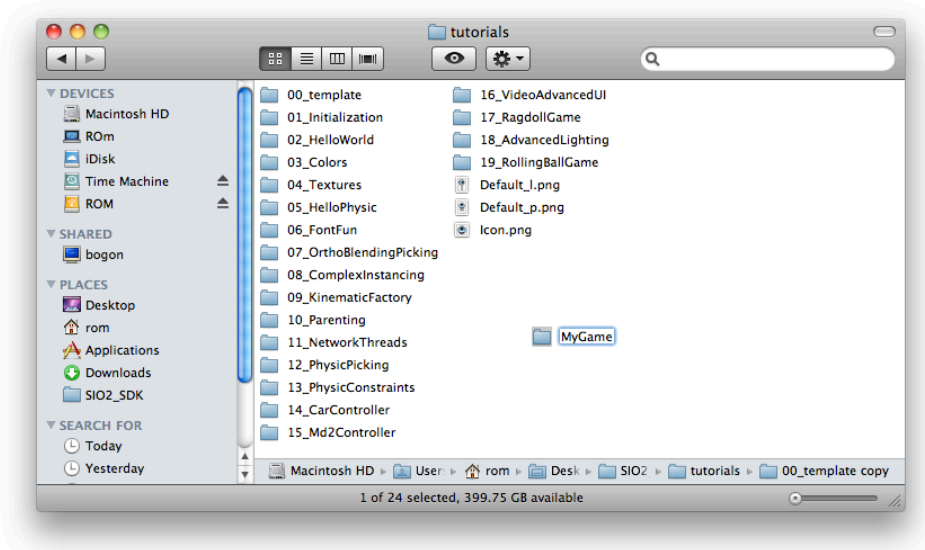 tutorials
DEVICES
Macintosh HD
ROm
iDisk
Time Machine
ROM
SHARED
bogon
PLACES
Desktop
rom
Applications
Downloads
SIO2_SDK
SEARCH FOR
Today
Yesterday
00_template
01_Initialization
02_HelloWorld
03_Colors
04_Textures
05_HelloPhysic
06_FontFun
07_OrthoBlendingPicking
08_ComplexInstancing
09_KinematicFactory
10_Parenting
11_NetworkThreads
12_PhysicPicking
13_PhysicConstraints
14_CarController
15_Md2Controller
16_VideoAdvancedUI
17_RagdollGame
18_AdvancedLighting
19_RollingBallGame
Default_l.png
Default_p.png
Icon.png
MyGame
Macintosh HD User rom Desk SIO2_ tutorials 00_template copy
1 of 24 selected, 399.75 GB available